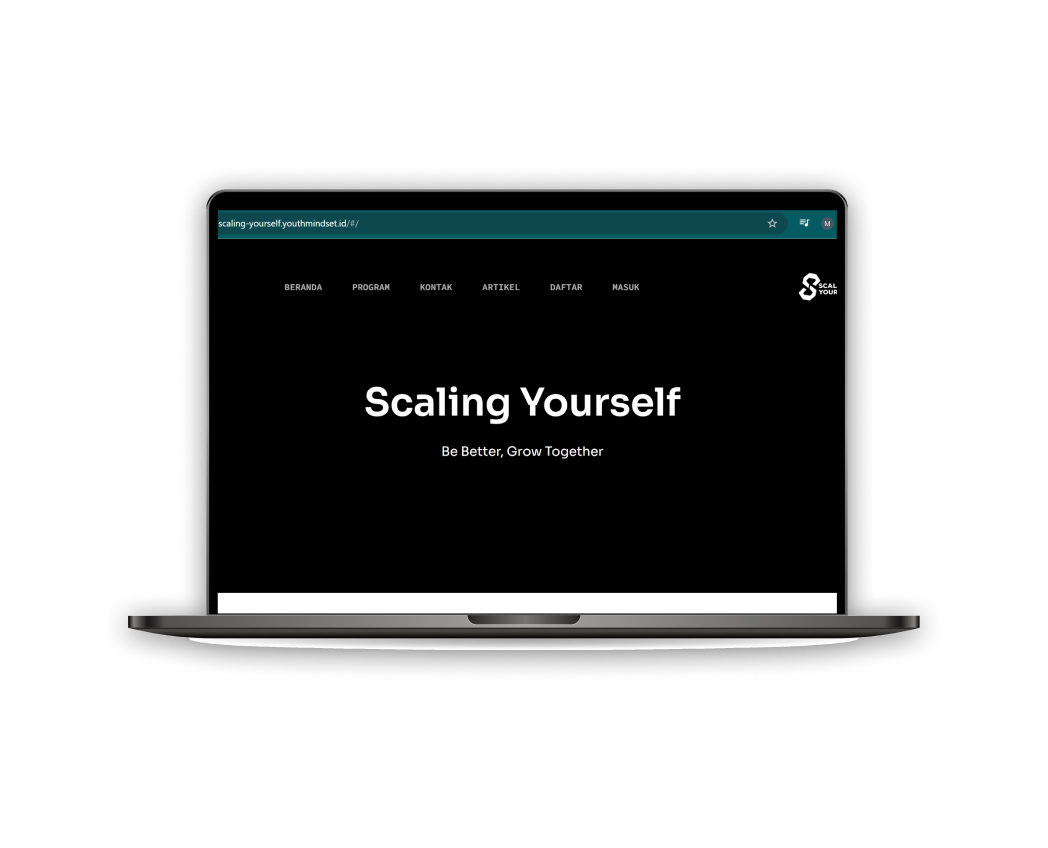 scaling-yourself.youthmindset.id/#/
M
BERANDA PROGRAM KONTAK ARTIKEL DAFTAR MASUK
SCAL
YOUR
Scaling Yourself
Be Better, Grow Together